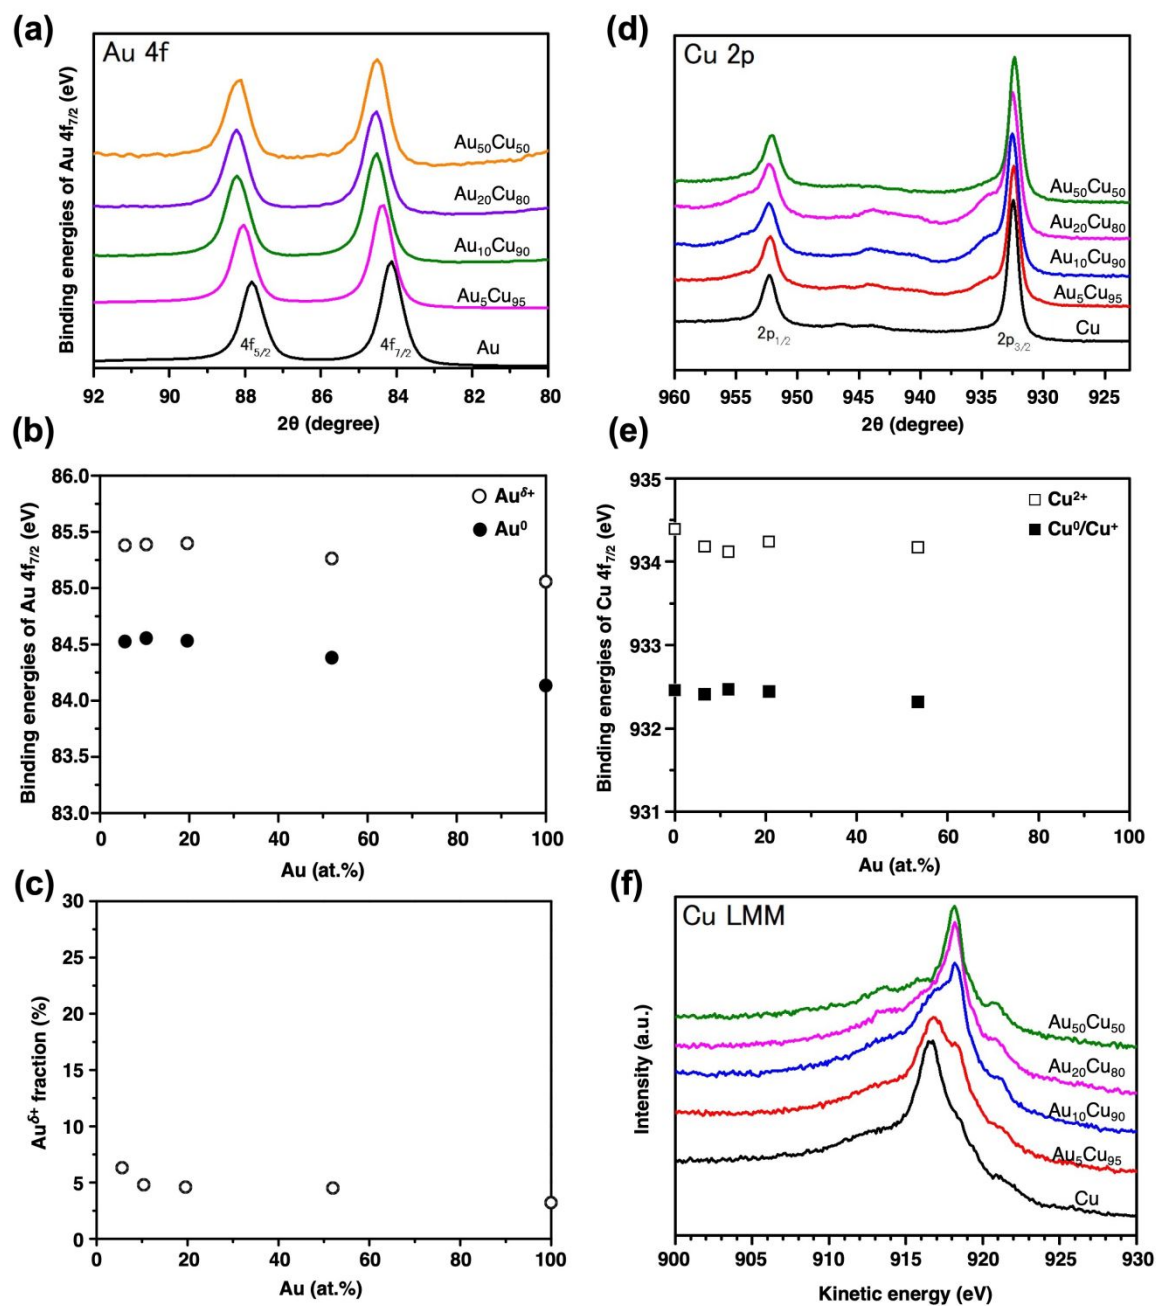 (a)
Au 4f
Binding energies of Au 4f7/2 (eV)
Au50Cu50
Au20Cu80
Au10Cu90
Au5Cu95
Au
4f5/2
4f7/2
92
90
88
86
84
82
80
2θ (degree)
(d)
Cu 2p
Au50Cu50
Au20Cu80
Au10Cu90
Au5Cu95
Cu
2p1/2
2p3/2
960
955
950
945
940
935
930
925
2θ (degree)
(b)
Binding energies of Au 4f7/2 (eV)
86.0
85.5
85.0
84.5
84.0
83.5
83.0
Auδ+
Au0
0
20
40
60
80
100
Au (at.%)
(e)
Binding energies of Cu 4f7/2 (eV)
935
934
933
932
931
Cu2+
Cu0/Cu+
0
20
40
60
80
100
Au (at.%)
(c)
Auδ+ fraction (%)
30
25
20
15
10
5
0
0
20
40
60
80
100
Au (at.%)
(f)
Cu LMM
Intensity (a.u.)
Au50Cu50
Au20Cu80
Au10Cu90
Au5Cu95
Cu
900
905
910
915
920
925
930
Kinetic energy (eV)